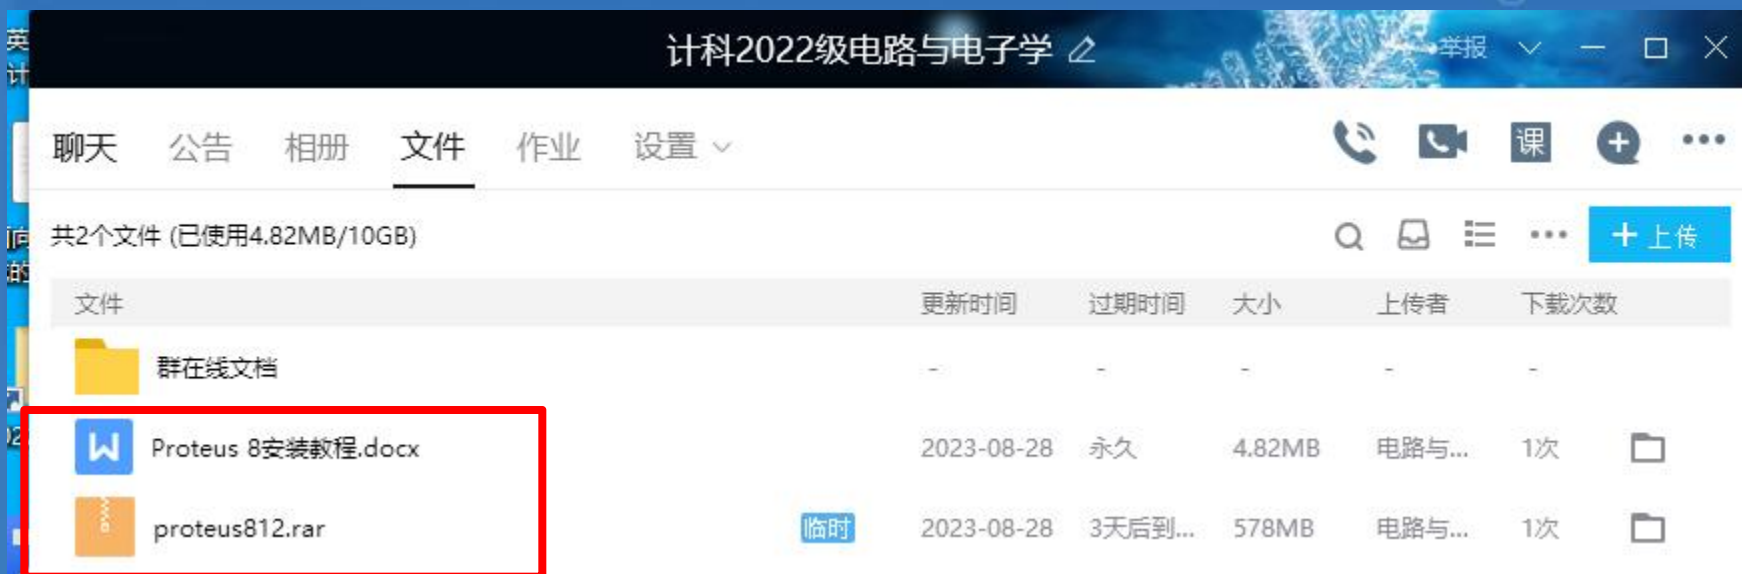 英
计
计科2022级电路与电子学
举报
聊天 公告 相册 文件 作业 设置
课
共2个文件 (已使用4.82MB/10GB)
上传
文件 更新时间 过期时间 大小 上传者 下载次数
群在线文档 - - - - -
Proteus 8安装教程.docx 2023-08-28 永久 4.82MB 电路与... 1次
proteus812.rar 临时 2023-08-28 3天后到... 578MB 电路与... 1次